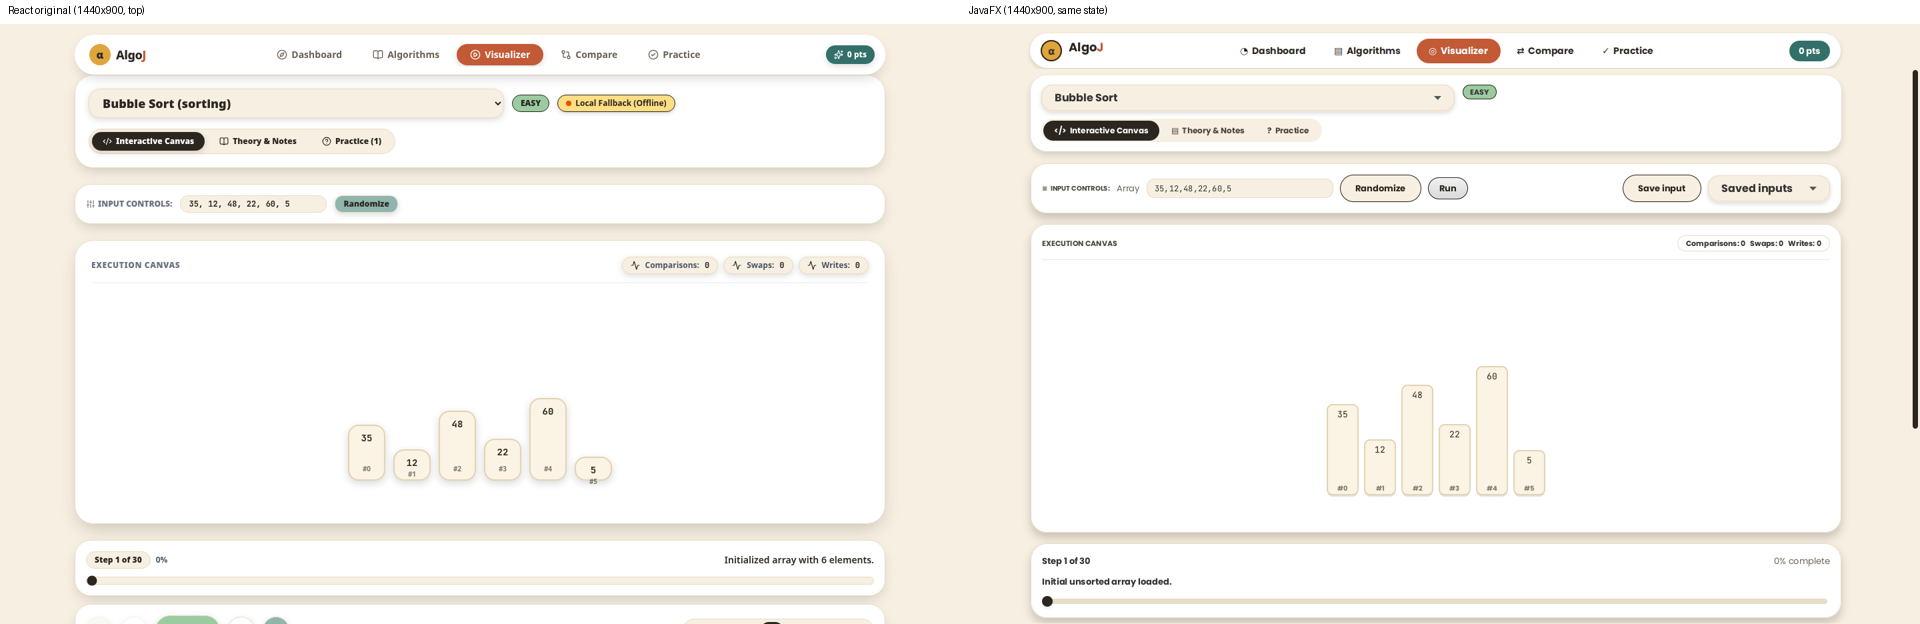 React original (1440x900, top)
α AlgoJ Dashboard Algorithms Visualizer Compare Practice 0 pts
Bubble Sort (sorting) EASY Local Fallback (Offline)
Interactive Canvas Theory & Notes Practice (1)
INPUT CONTROLS: 35, 12, 48, 22, 60, 5 Randomize
EXECUTION CANVAS Comparisons: 0 Swaps: 0 Writes: 0
35 12 48 22 60 5
#0 #1 #2 #3 #4 #5
Step 1 of 30 0% Initialized array with 6 elements.
JavaFX (1440x900, same state)
α AlgoJ Dashboard Algorithms Visualizer Compare Practice 0 pts
Bubble Sort EASY
Interactive Canvas Theory & Notes ? Practice
INPUT CONTROLS: Array 35,12,48,22,60,5 Randomize Run Save input Saved inputs
EXECUTION CANVAS Comparisons: 0 Swaps: 0 Writes: 0
35 12 48 22 60 5
#0 #1 #2 #3 #4 #5
Step 1 of 30 0% complete
Initial unsorted array loaded.